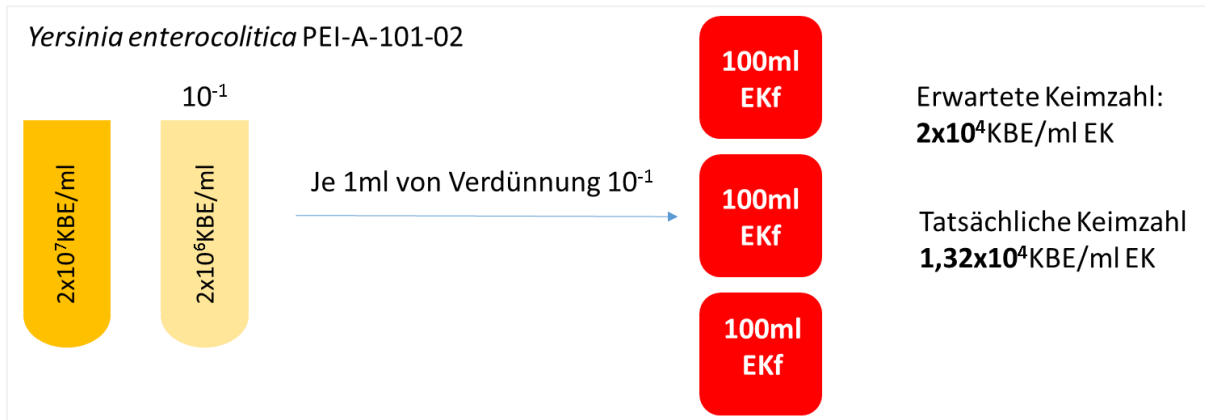 Yersinia enterocolitica PEI-A-101-02
10⁻¹
2x10⁷KBE/ml
2x10⁶KBE/ml
Je 1ml von Verdünnung 10⁻¹
100ml
EKf
100ml
EKf
100ml
EKf
Erwartete Keimzahl:
2x10⁴KBE/ml EK
Tatsächliche Keimzahl
1,32x10⁴KBE/ml EK